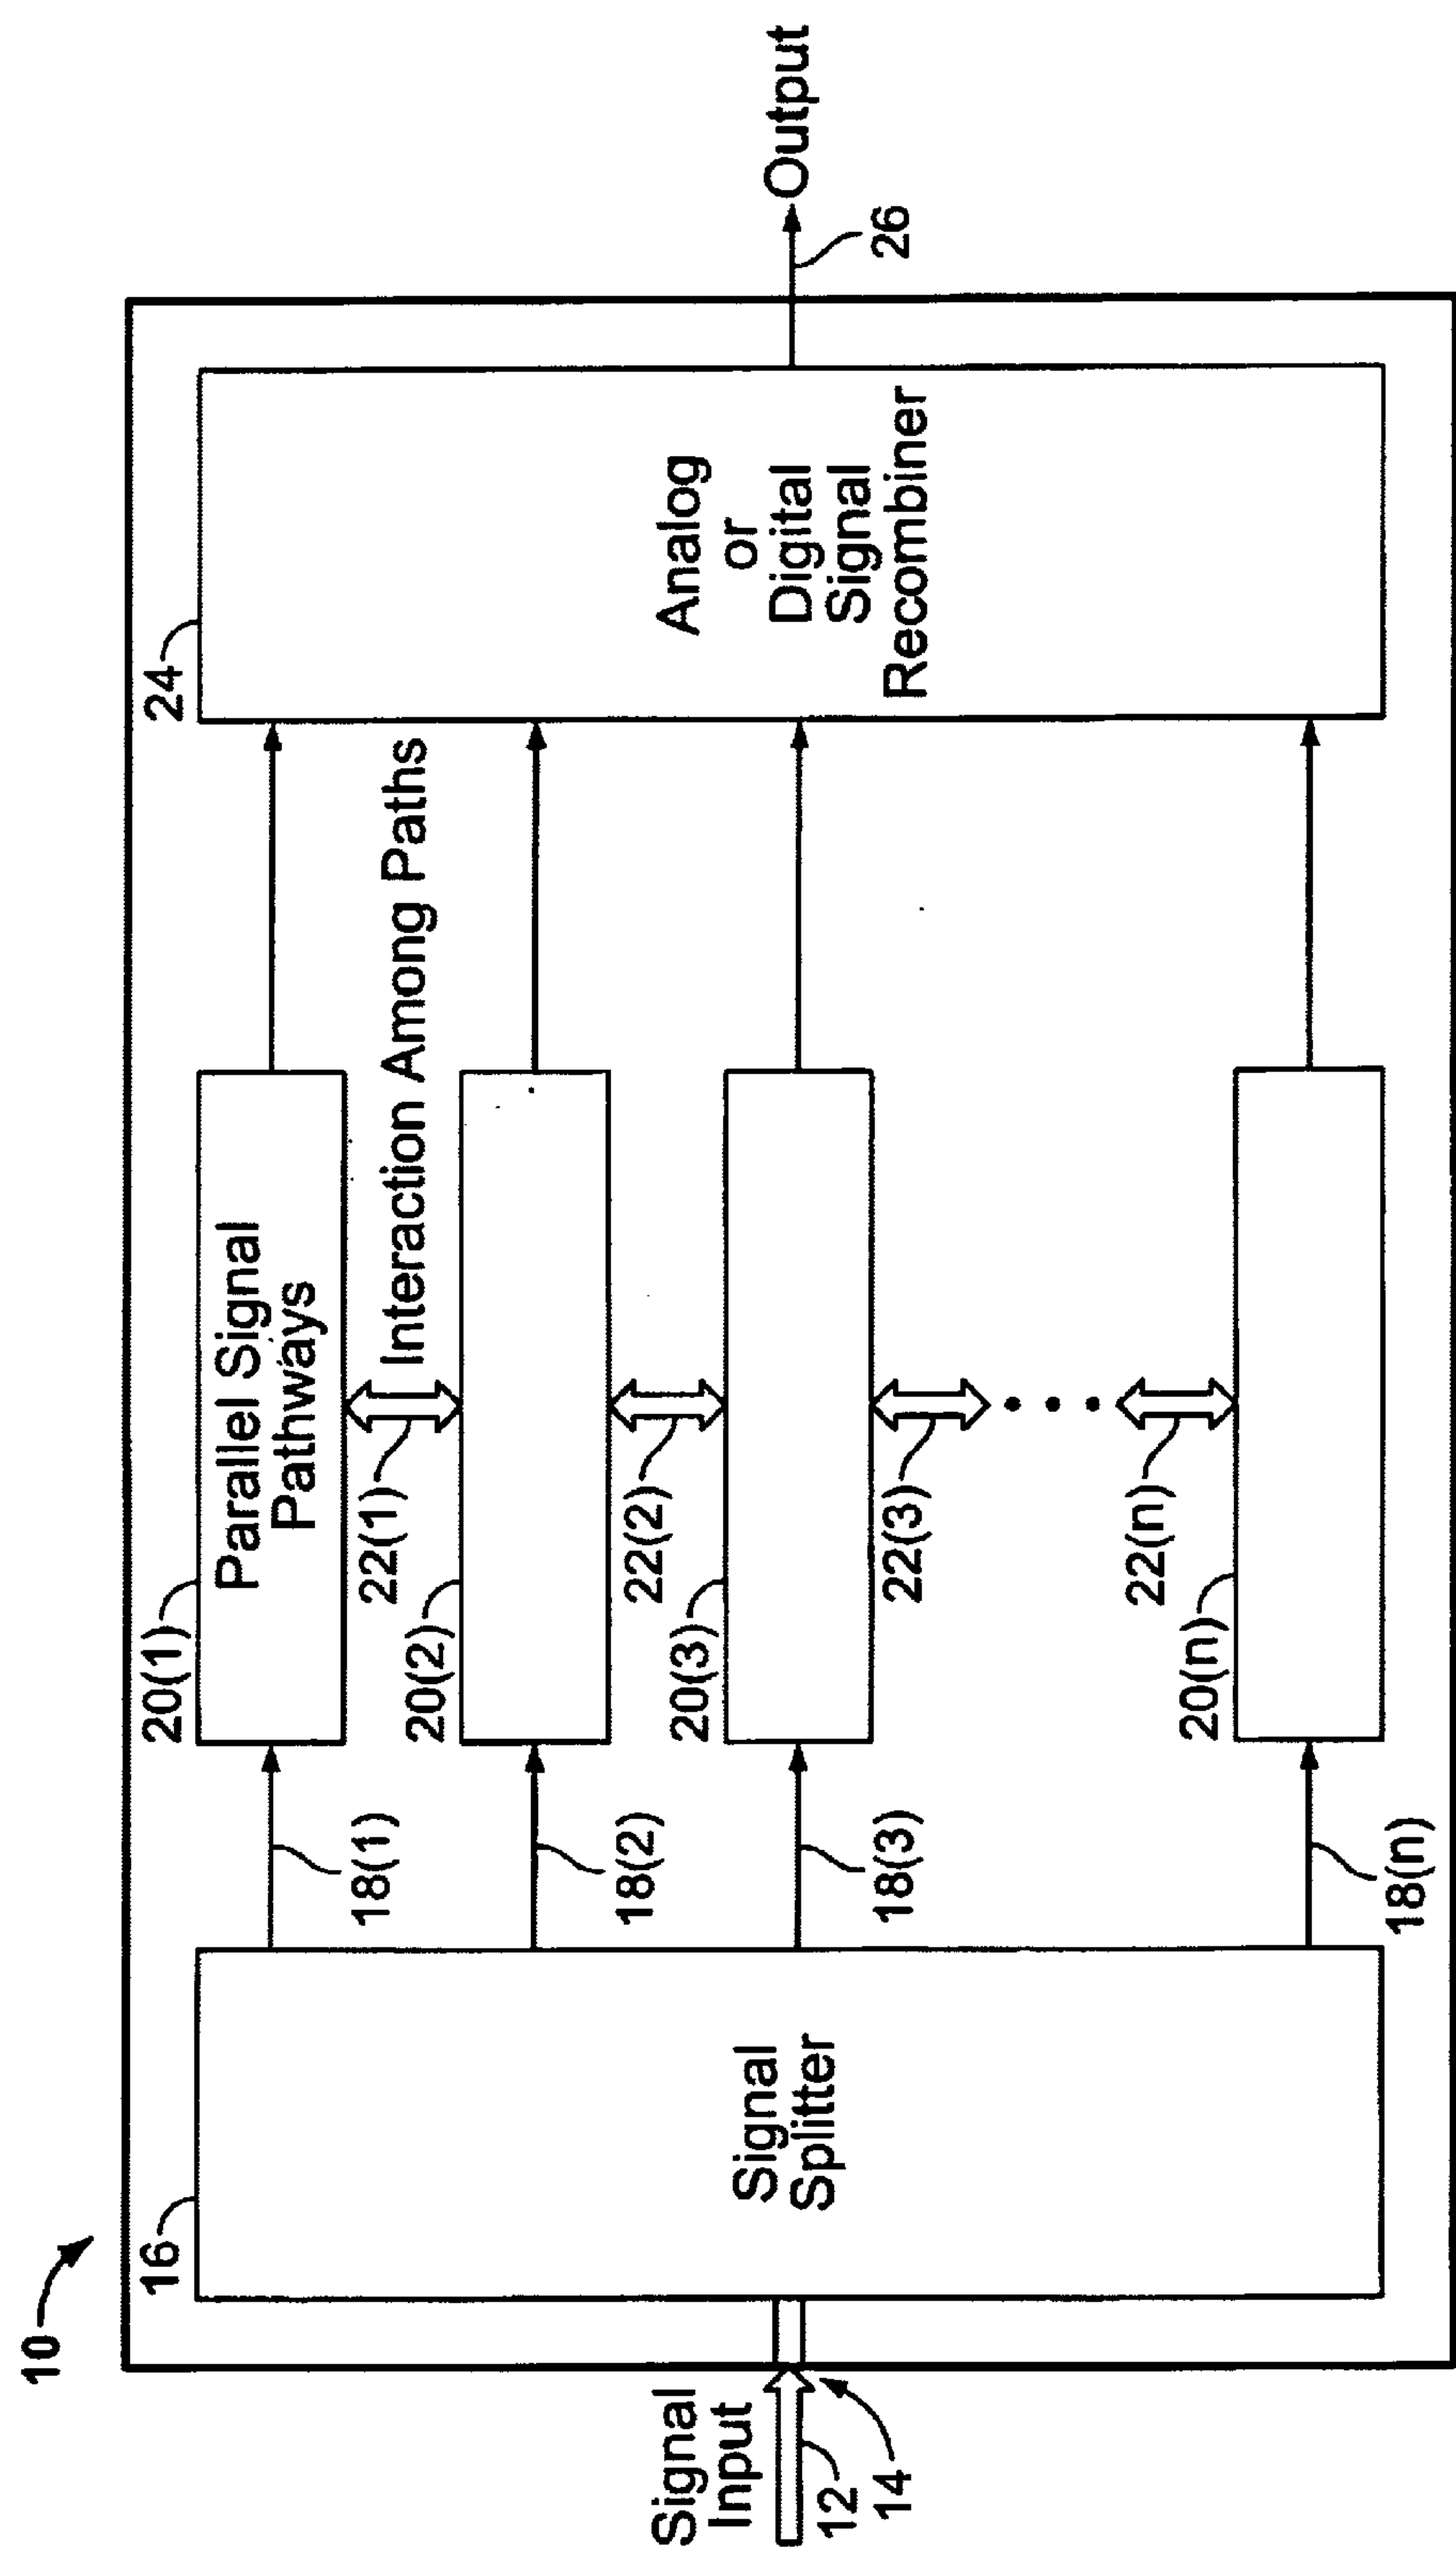 10
Signal
Input
12
14
16
Signal
Splitter
18(1)
18(2)
18(3)
18(n)
20(1)
Parallel Signal
Pathways
22(1)
Interaction Among Paths
20(2)
22(2)
20(3)
22(3)
22(n)
20(n)
24
Analog
or
Digital
Signal
Recombiner
26
Output